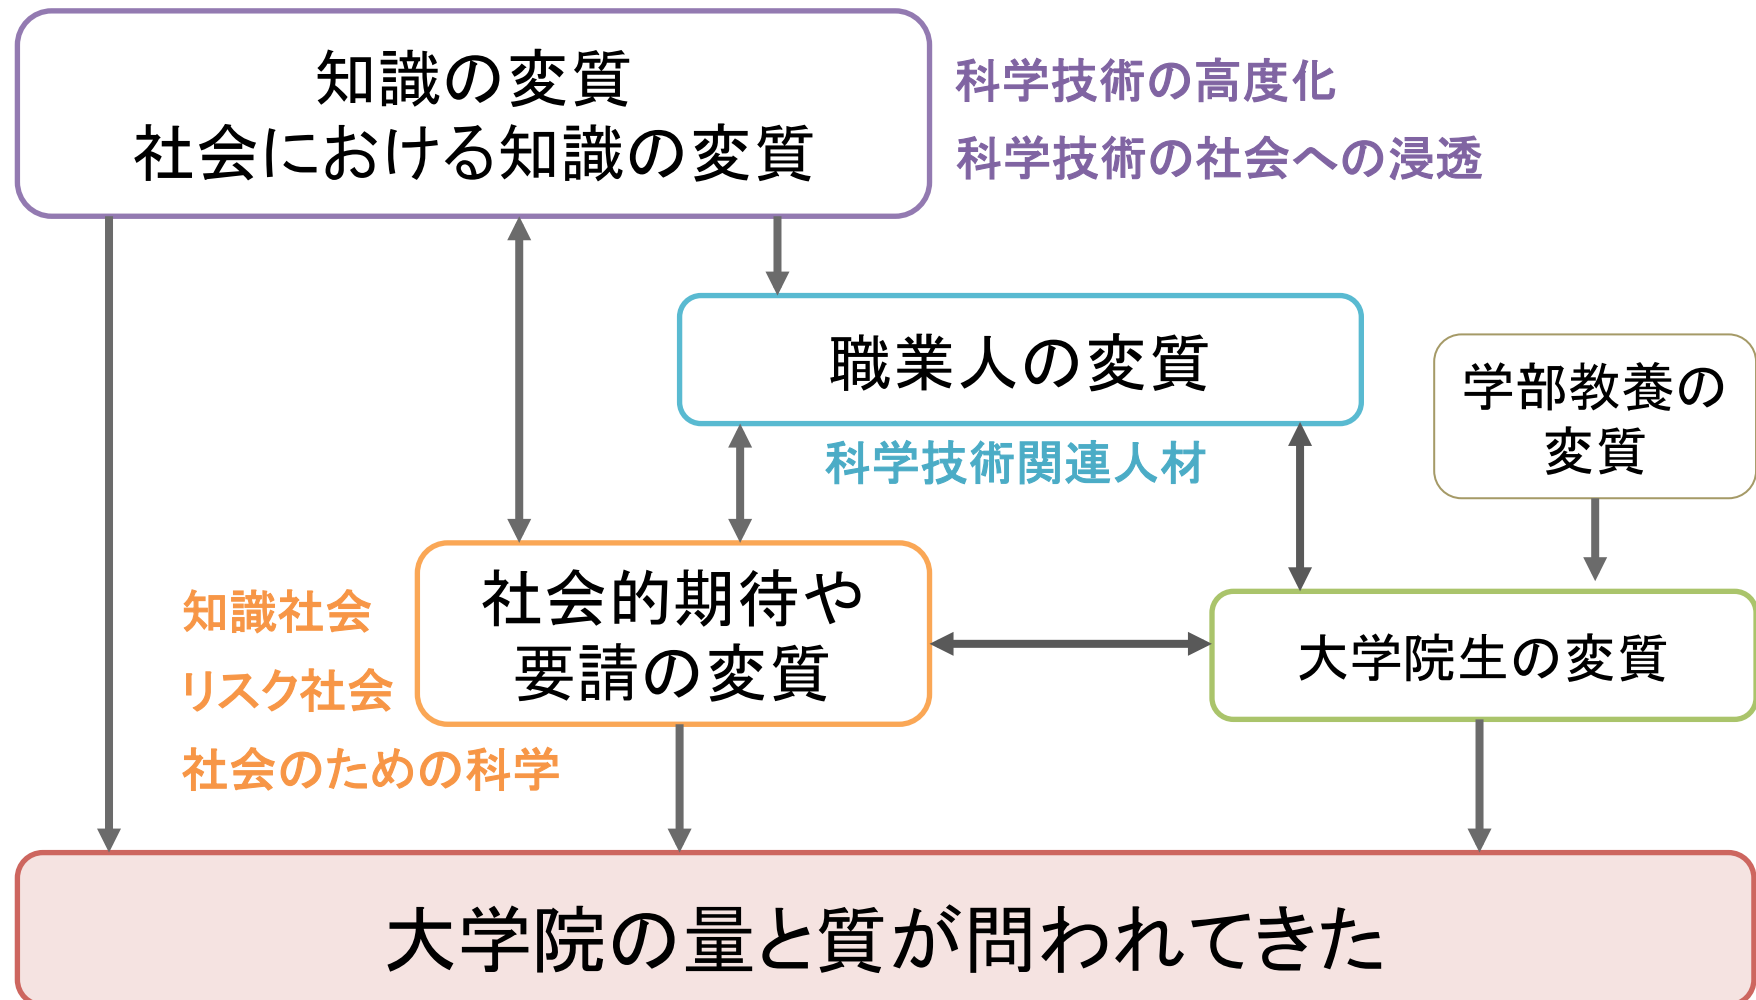 知識の変質
社会における知識の変質
科学技術の高度化
科学技術の社会への浸透
職業人の変質
科学技術関連人材
学部教養の
変質
社会的期待や
要請の変質
知識社会
リスク社会
社会のための科学
大学院生の変質
大学院の量と質が問われてきた